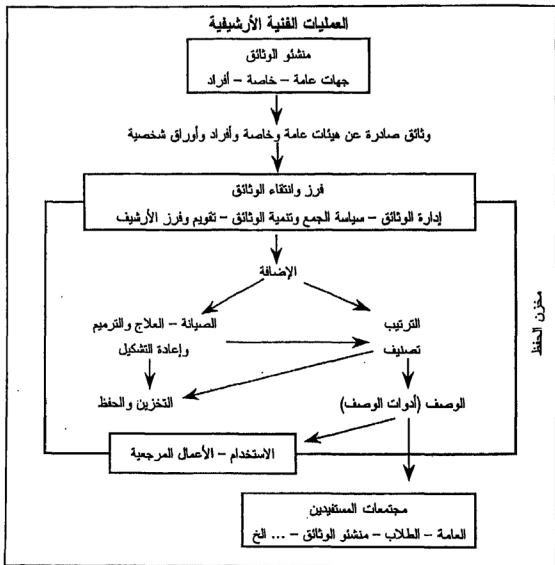 العمليات الفنية الأرشيفية
منشئو الوثائق
جهات عامة – خاصة – أفراد
وثائق صادرة عن هيئات عامة وخاصة وأفراد وأوراق شخصية
فرز وانتقاء الوثائق
إدارة الوثائق – سياسة الجمع وتنمية الوثائق – تقويم وفرز الأرشيف
الإضافة
مخزن الحفظ
الترتيب
تصنيف
الصيانة – العلاج والترميم
وإعادة التشكيل
الوصف (أدوات الوصف)
التخزين والحفظ
الاستخدام – الأعمال المرجعية
مجتمعات المستفيدين
العامة – الطلاب – منشئو الوثائق – ... الخ